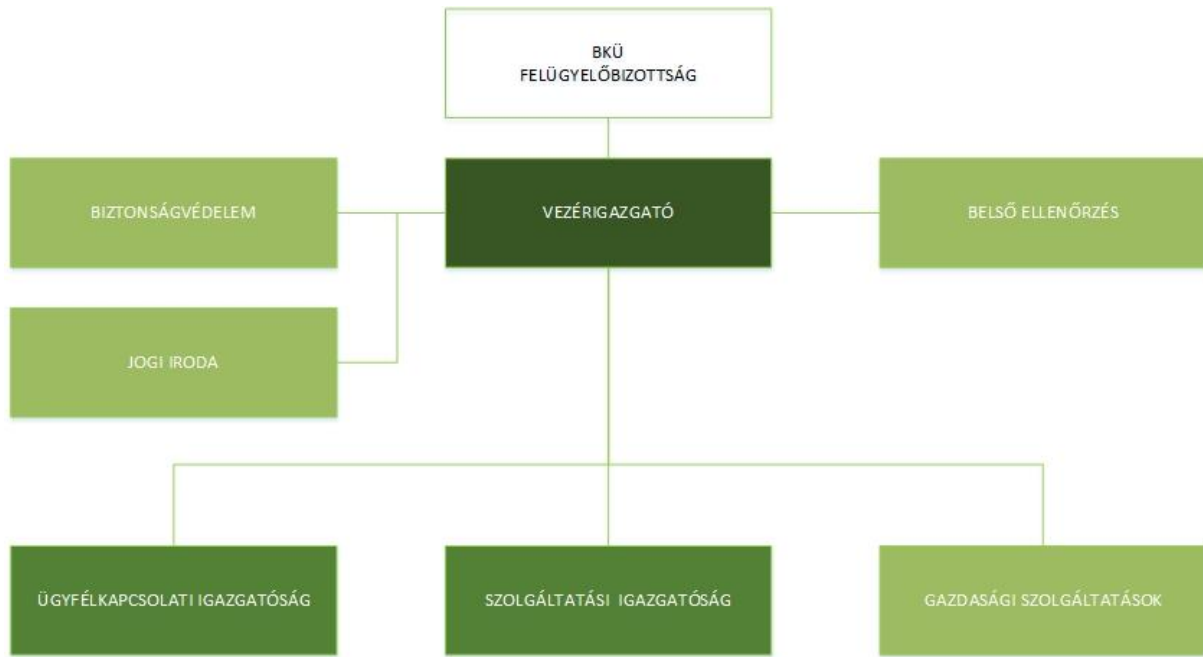 BKÜ
FELÜGYELŐBIZOTTSÁG
BIZTONSÁGVÉDELEM
VEZÉRIGAZGATÓ
BELSŐ ELLENŐRZÉS
JOGI IRODA
ÜGYFÉLKAPCSOLATI IGAZGATÓSÁG
SZOLGÁLTATÁSI IGAZGATÓSÁG
GAZDASÁGI SZOLGÁLTATÁSOK